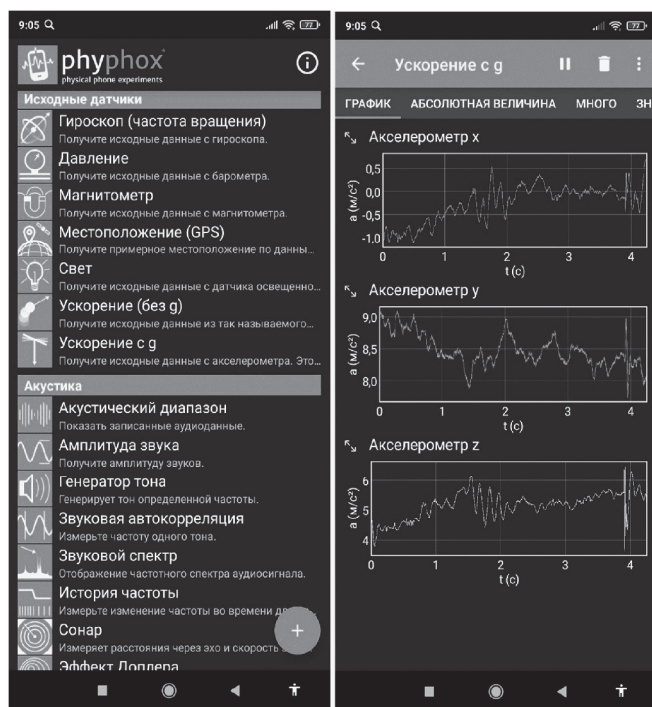 9:05
77
phyphox
physical phone experiments
Исходные датчики
Гироскоп (частота вращения)
Получите исходные данные с гироскопа.
Давление
Получите исходные данные с барометра.
Магнитометр
Получите исходные данные с магнитометра.
Местоположение (GPS)
Получите примерное местоположение по данны...
Свет
Получите исходные данные с датчика освещенно...
Ускорение (без g)
Получите исходные данные из так называемого...
Ускорение с g
Получите исходные данные с акселерометра. Это...
Акустика
Акустический диапазон
Показать записанные аудиоданные.
Амплитуда звука
Получите амплитуду звуков.
Генератор тона
Генерирует тон определенной частоты.
Звуковая автокорреляция
Измерьте частоту одного тона.
Звуковой спектр
Отображение частотного спектра аудиосигнала.
История частоты
Измерьте изменение частоты во времени
Сонар
Измеряет расстояния через эхо и скорость
Эффект Доплера
+
9:05
77
Ускорение с g
ГРАФИК АБСОЛЮТНАЯ ВЕЛИЧИНА МНОГО ЗН
Акселерометр x
a (м/с²)
0,5
0,0
-0,5
-1,0
0 1 2 3 4
t (с)
Акселерометр y
a (м/с²)
9,0
8,5
8,0
0 1 2 3 4
t (с)
Акселерометр z
a (м/с²)
6
5
4
0 1 2 3 4
t (с)